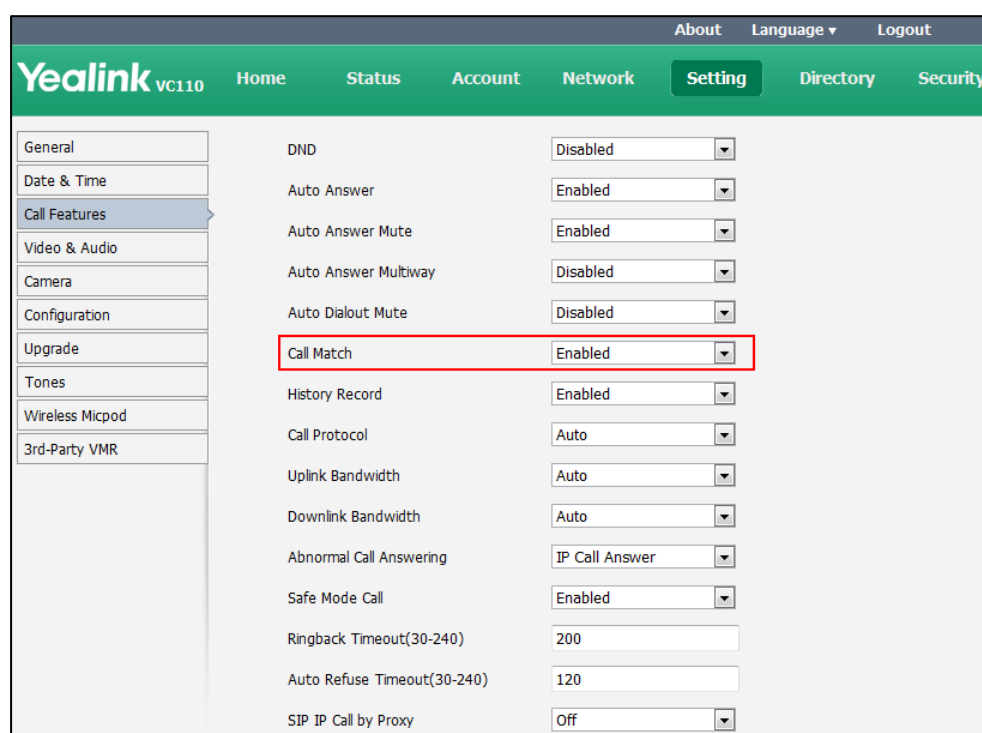 About Language ▾ Logout
Yealink VC110 Home Status Account Network Setting Directory Security
General
Date & Time
Call Features
Video & Audio
Camera
Configuration
Upgrade
Tones
Wireless Micpod
3rd-Party VMR
DND Disabled
Auto Answer Enabled
Auto Answer Mute Enabled
Auto Answer Multiway Disabled
Auto Dialout Mute Disabled
Call Match Enabled
History Record Enabled
Call Protocol Auto
Uplink Bandwidth Auto
Downlink Bandwidth Auto
Abnormal Call Answering IP Call Answer
Safe Mode Call Enabled
Ringback Timeout(30-240) 200
Auto Refuse Timeout(30-240) 120
SIP IP Call by Proxy Off